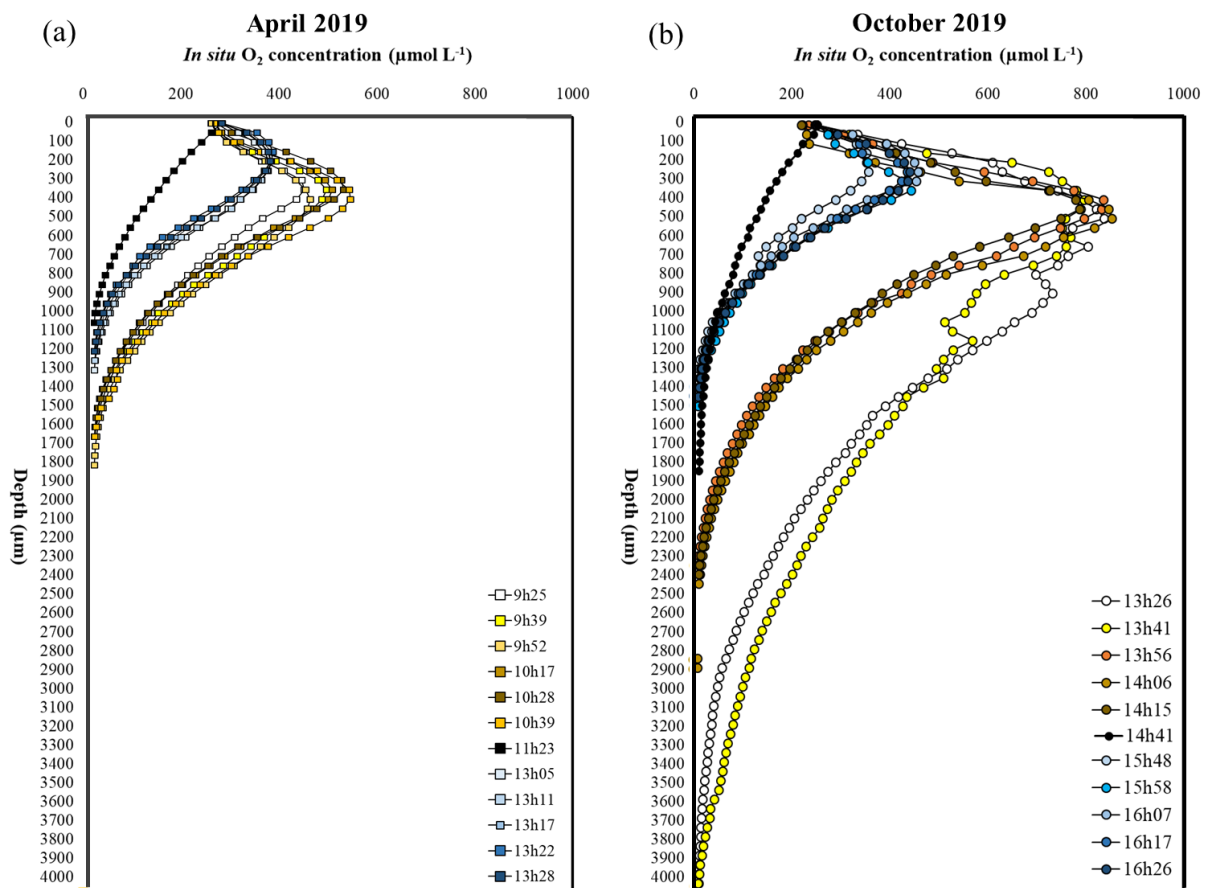 (a)
April 2019
In situ O₂ concentration (µmol L⁻¹)
0 200 400 600 800 1000
0
100
200
300
400
500
600
700
800
900
1000
1100
1200
1300
1400
1500
1600
1700
1800
1900
2000
2100
2200
2300
2400
2500
2600
2700
2800
2900
3000
3100
3200
3300
3400
3500
3600
3700
3800
3900
4000
Depth (µm)
9h25
9h39
9h52
10h17
10h28
10h39
11h23
13h05
13h11
13h17
13h22
13h28
(b)
October 2019
In situ O₂ concentration (µmol L⁻¹)
0 200 400 600 800 1000
0
100
200
300
400
500
600
700
800
900
1000
1100
1200
1300
1400
1500
1600
1700
1800
1900
2000
2100
2200
2300
2400
2500
2600
2700
2800
2900
3000
3100
3200
3300
3400
3500
3600
3700
3800
3900
4000
Depth (µm)
13h26
13h41
13h56
14h06
14h15
14h41
15h48
15h58
16h07
16h17
16h26